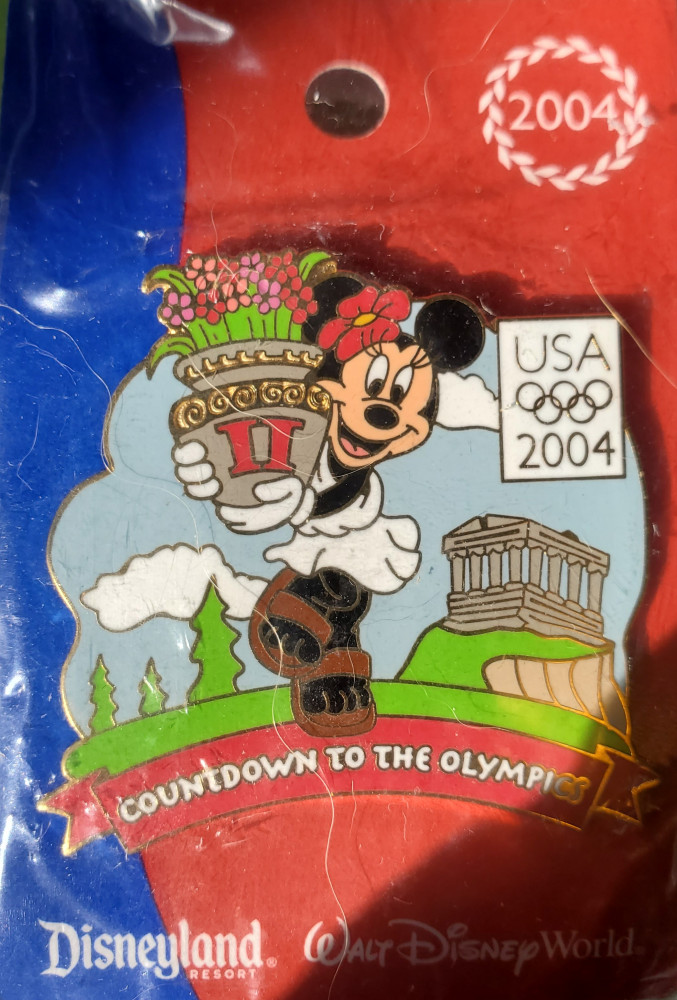 2004
USA
2004
II
COUNTDOWN TO THE OLYMPICS
Disneyland®
RESORT
WALT DISNEY World®